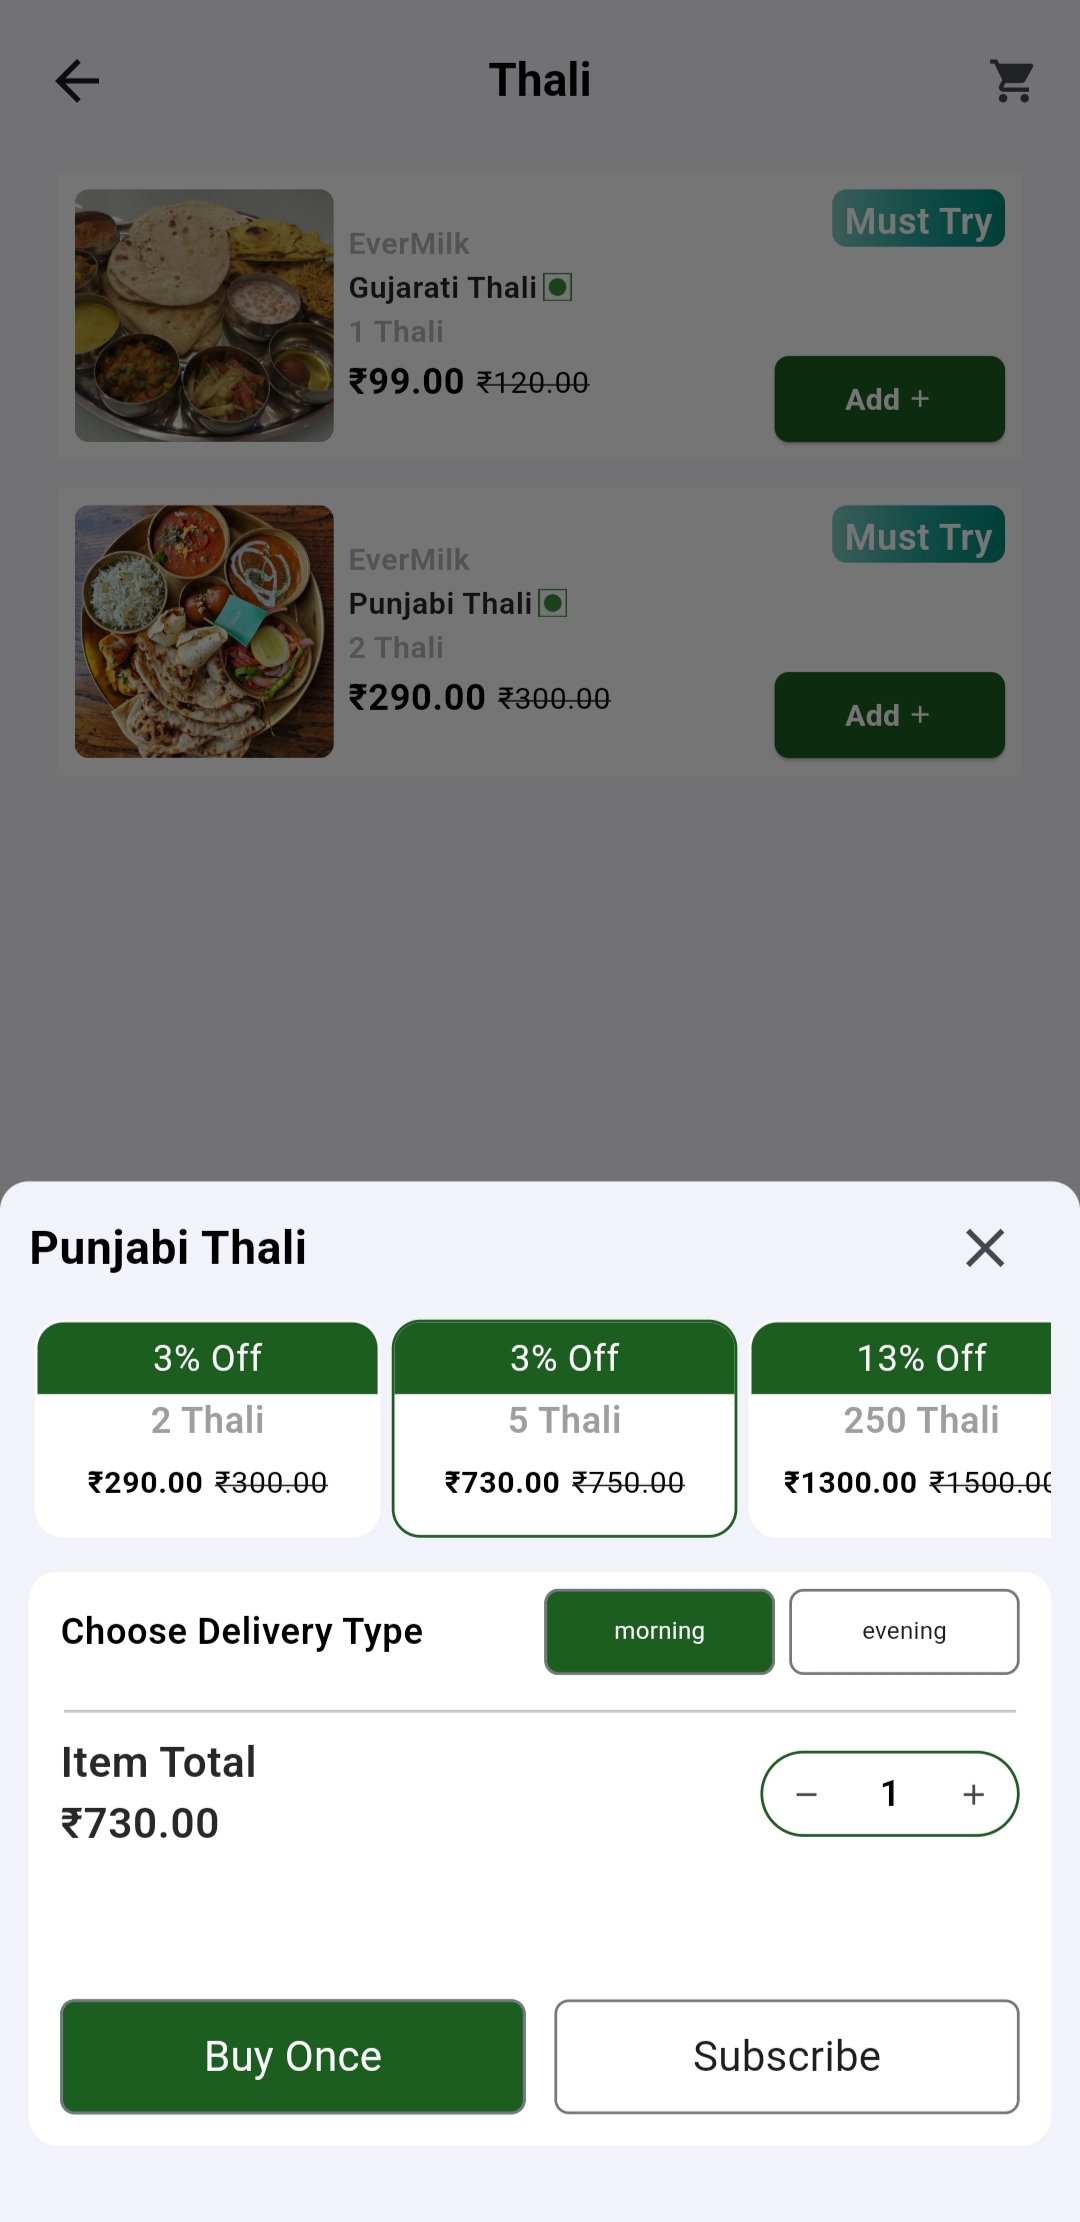 Thali
Must Try
EverMilk
Gujarati Thali
1 Thali
₹99.00 ₹120.00
Add +
Must Try
EverMilk
Punjabi Thali
2 Thali
₹290.00 ₹300.00
Add +
Punjabi Thali
3% Off
2 Thali
₹290.00 ₹300.00
3% Off
5 Thali
₹730.00 ₹750.00
13% Off
250 Thali
₹1300.00 ₹1500.00
Choose Delivery Type
morning
evening
Item Total
₹730.00
− 1 +
Buy Once
Subscribe